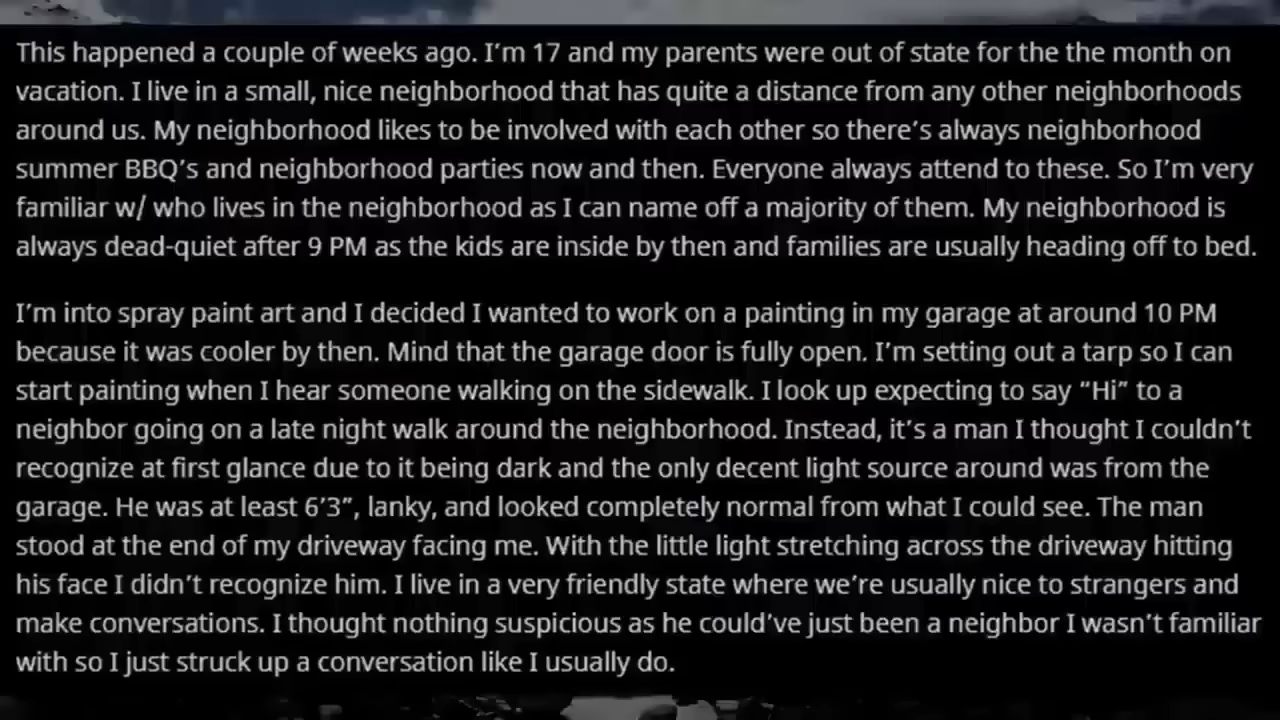 This happened a couple of weeks ago. I’m 17 and my parents were out of state for the the month on
vacation. I live in a small, nice neighborhood that has quite a distance from any other neighborhoods
around us. My neighborhood likes to be involved with each other so there’s always neighborhood
summer BBQ’s and neighborhood parties now and then. Everyone always attend to these. So I’m very
familiar w/ who lives in the neighborhood as I can name off a majority of them. My neighborhood is
always dead-quiet after 9 PM as the kids are inside by then and families are usually heading off to bed.
I’m into spray paint art and I decided I wanted to work on a painting in my garage at around 10 PM
because it was cooler by then. Mind that the garage door is fully open. I’m setting out a tarp so I can
start painting when I hear someone walking on the sidewalk. I look up expecting to say “Hi” to a
neighbor going on a late night walk around the neighborhood. Instead, it’s a man I thought I couldn’t
recognize at first glance due to it being dark and the only decent light source around was from the
garage. He was at least 6’3”, lanky, and looked completely normal from what I could see. The man
stood at the end of my driveway facing me. With the little light stretching across the driveway hitting
his face I didn’t recognize him. I live in a very friendly state where we’re usually nice to strangers and
make conversations. I thought nothing suspicious as he could’ve just been a neighbor I wasn’t familiar
with so I just struck up a conversation like I usually do.